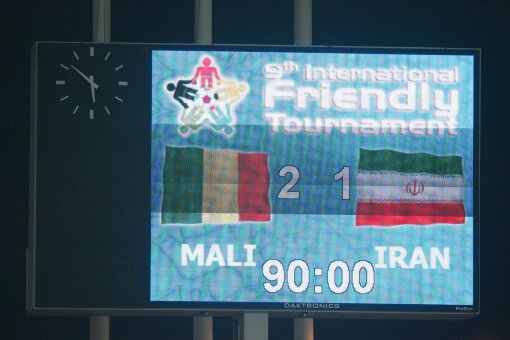 9th International
Friendly
Tournament
2 1
MALI IRAN
90:00
DAKTRONICS